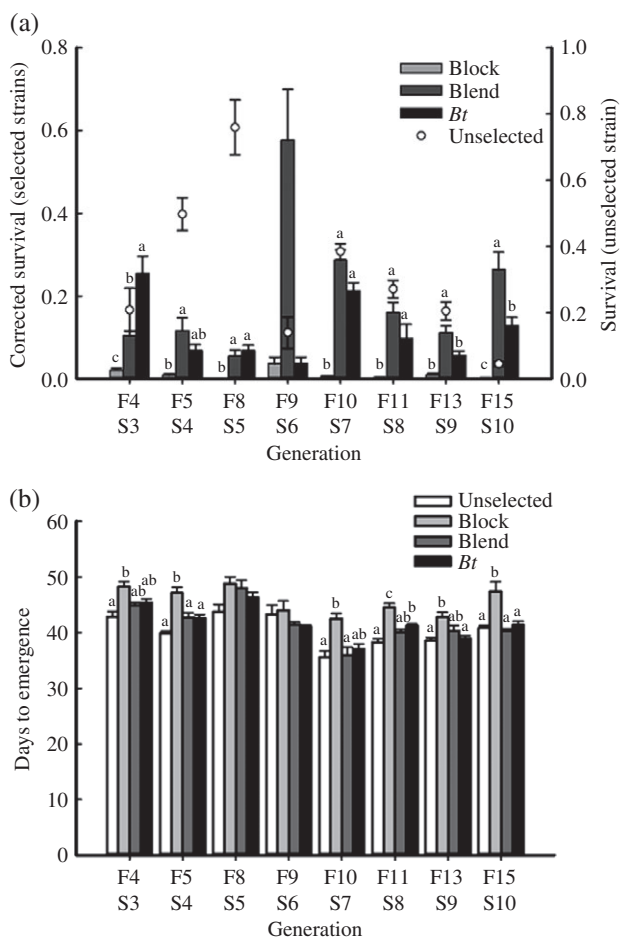 (a)
Corrected survival (selected strains)
0.8
0.6
0.4
0.2
0.0
Block
Blend
Bt
Unselected
1.0
0.8
0.6
0.4
0.2
0.0
Survival (unselected strain)
c b a
b a ab
b a a
b a a
b a a
b a b
c a b
F4 F5 F8 F9 F10 F11 F13 F15
S3 S4 S5 S6 S7 S8 S9 S10
Generation
(b)
Days to emergence
60
50
40
30
20
10
0
Unselected
Block
Blend
Bt
a b ab ab
a b a a
a b a a
a c ab b
a b ab a
a b a a
F4 F5 F8 F9 F10 F11 F13 F15
S3 S4 S5 S6 S7 S8 S9 S10
Generation